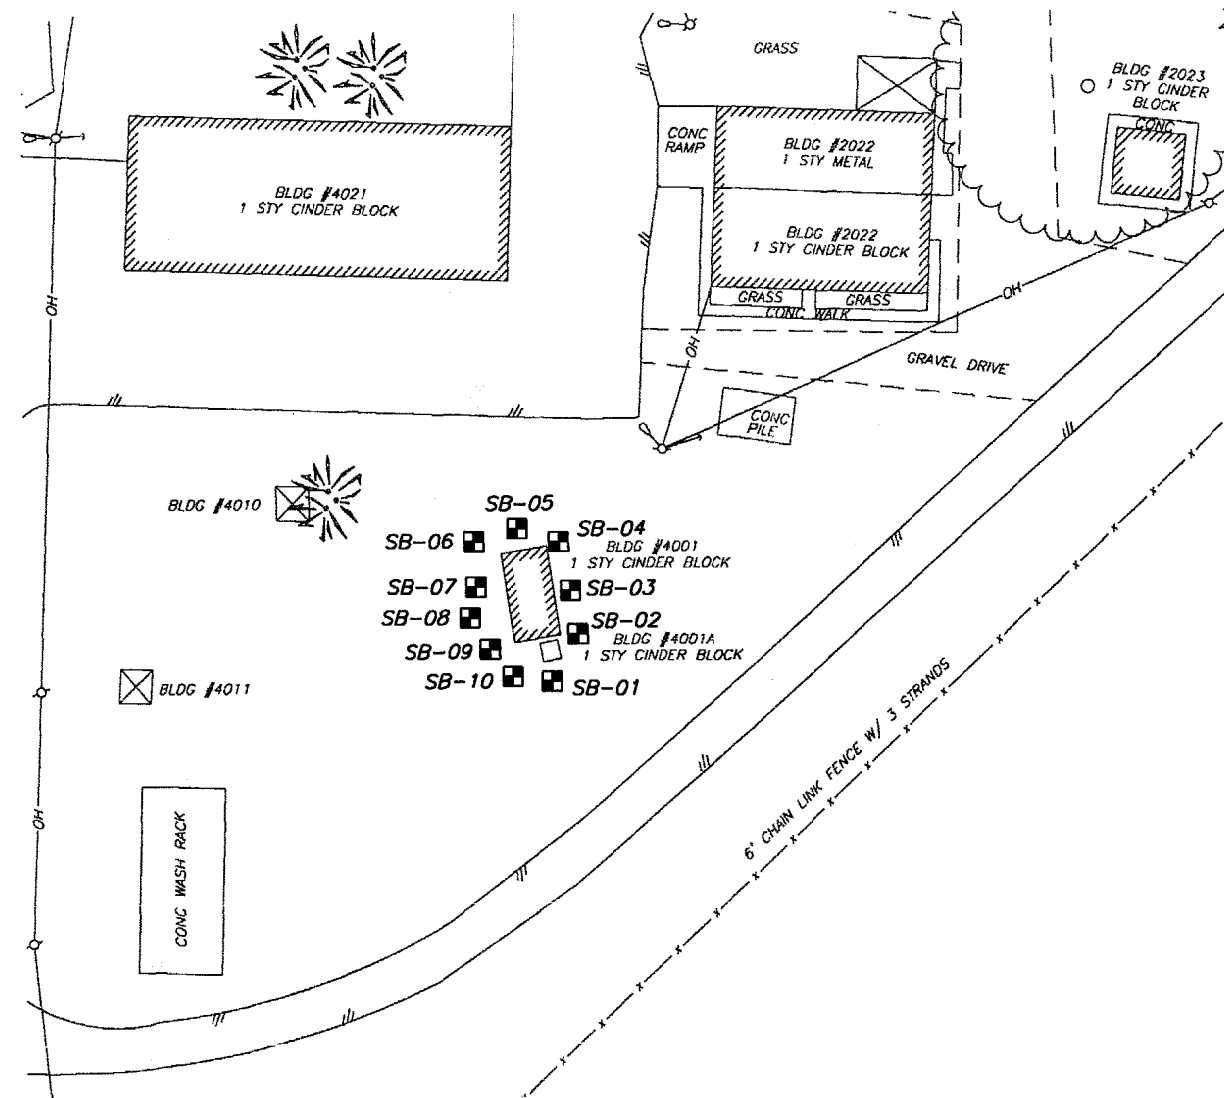 GRASS
BLDG #2023
1 STY CINDER
BLOCK
CONC
CONC
RAMP
BLDG #2022
1 STY METAL
BLDG #4021
1 STY CINDER BLOCK
BLDG #2022
1 STY CINDER BLOCK
OH
OH
GRASS
GRASS
CONC WALK
OH
GRAVEL DRIVE
CONC
PILE
BLDG #4010
SB-05
SB-04
SB-06
BLDG #4001
1 STY CINDER BLOCK
SB-07
SB-03
SB-08
SB-02
BLDG #4001A
1 STY CINDER BLOCK
SB-09
SB-10
SB-01
BLDG #4011
6' CHAIN LINK FENCE W/ 3 STRANDS
OH
CONC WASH RACK